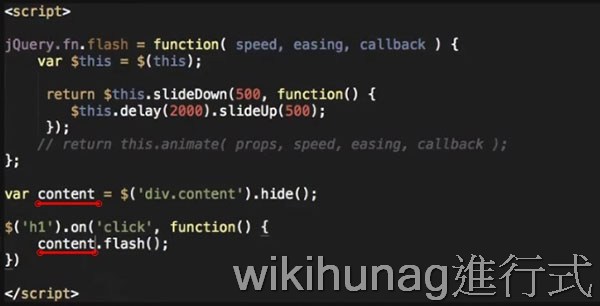 <script>
jQuery.fn.flash = function( speed, easing, callback ) {
var $this = $(this);
return $this.slideDown(500, function() {
$this.delay(2000).slideUp(500);
});
// return this.animate( props, speed, easing, callback );
};
var content = $('div.content').hide();
$('h1').on('click', function() {
content.flash();
})
wikihunag進行式
</script>